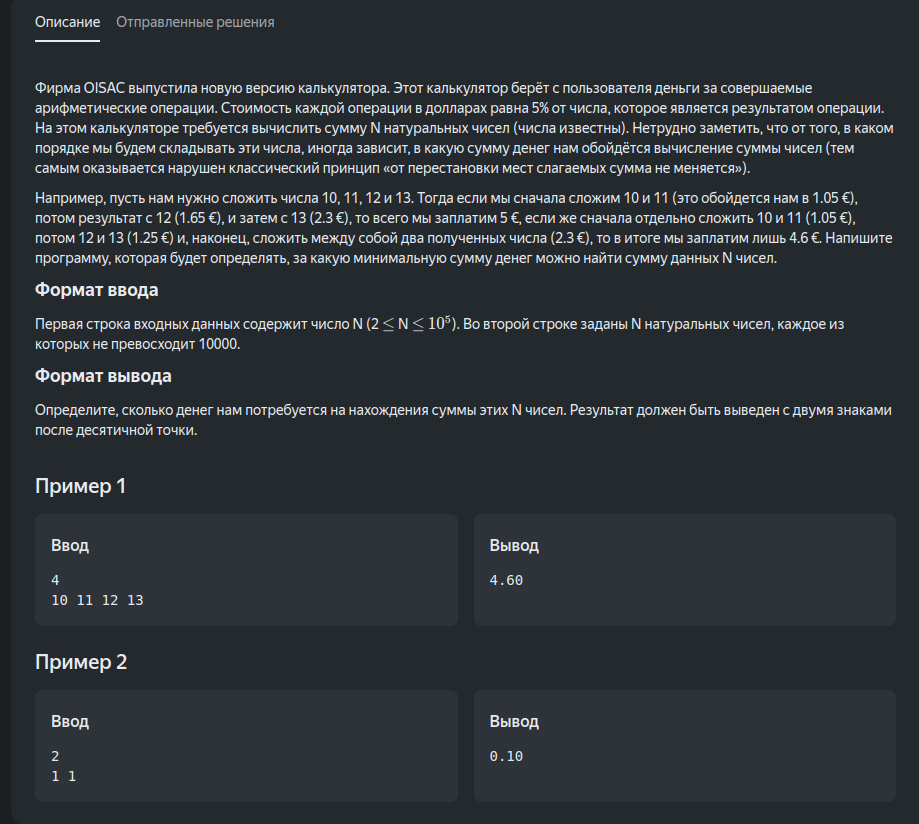 Описание Отправленные решения
Фирма OISAC выпустила новую версию калькулятора. Этот калькулятор берёт с пользователя деньги за совершаемые
арифметические операции. Стоимость каждой операции в долларах равна 5% от числа, которое является результатом операции.
На этом калькуляторе требуется вычислить сумму N натуральных чисел (числа известны). Нетрудно заметить, что от того, в каком
порядке мы будем складывать эти числа, иногда зависит, в какую сумму денег нам обойдётся вычисление суммы чисел (тем
самым оказывается нарушен классический принцип «от перестановки мест слагаемых сумма не меняется»).
Например, пусть нам нужно сложить числа 10, 11, 12 и 13. Тогда если мы сначала сложим 10 и 11 (это обойдется нам в 1.05 €),
потом результат с 12 (1.65 €), и затем с 13 (2.3 €), то всего мы заплатим 5 €, если же сначала отдельно сложить 10 и 11 (1.05 €),
потом 12 и 13 (1.25 €) и, наконец, сложить между собой два полученных числа (2.3 €), то в итоге мы заплатим лишь 4.6 €. Напишите
программу, которая будет определять, за какую минимальную сумму денег можно найти сумму данных N чисел.
Формат ввода
Первая строка входных данных содержит число N (2 ≤ N ≤ 10⁵). Во второй строке заданы N натуральных чисел, каждое из
которых не превосходит 10000.
Формат вывода
Определите, сколько денег нам потребуется на нахождения суммы этих N чисел. Результат должен быть выведен с двумя знаками
после десятичной точки.
Пример 1
Ввод
4
10 11 12 13
Вывод
4.60
Пример 2
Ввод
2
1 1
Вывод
0.10